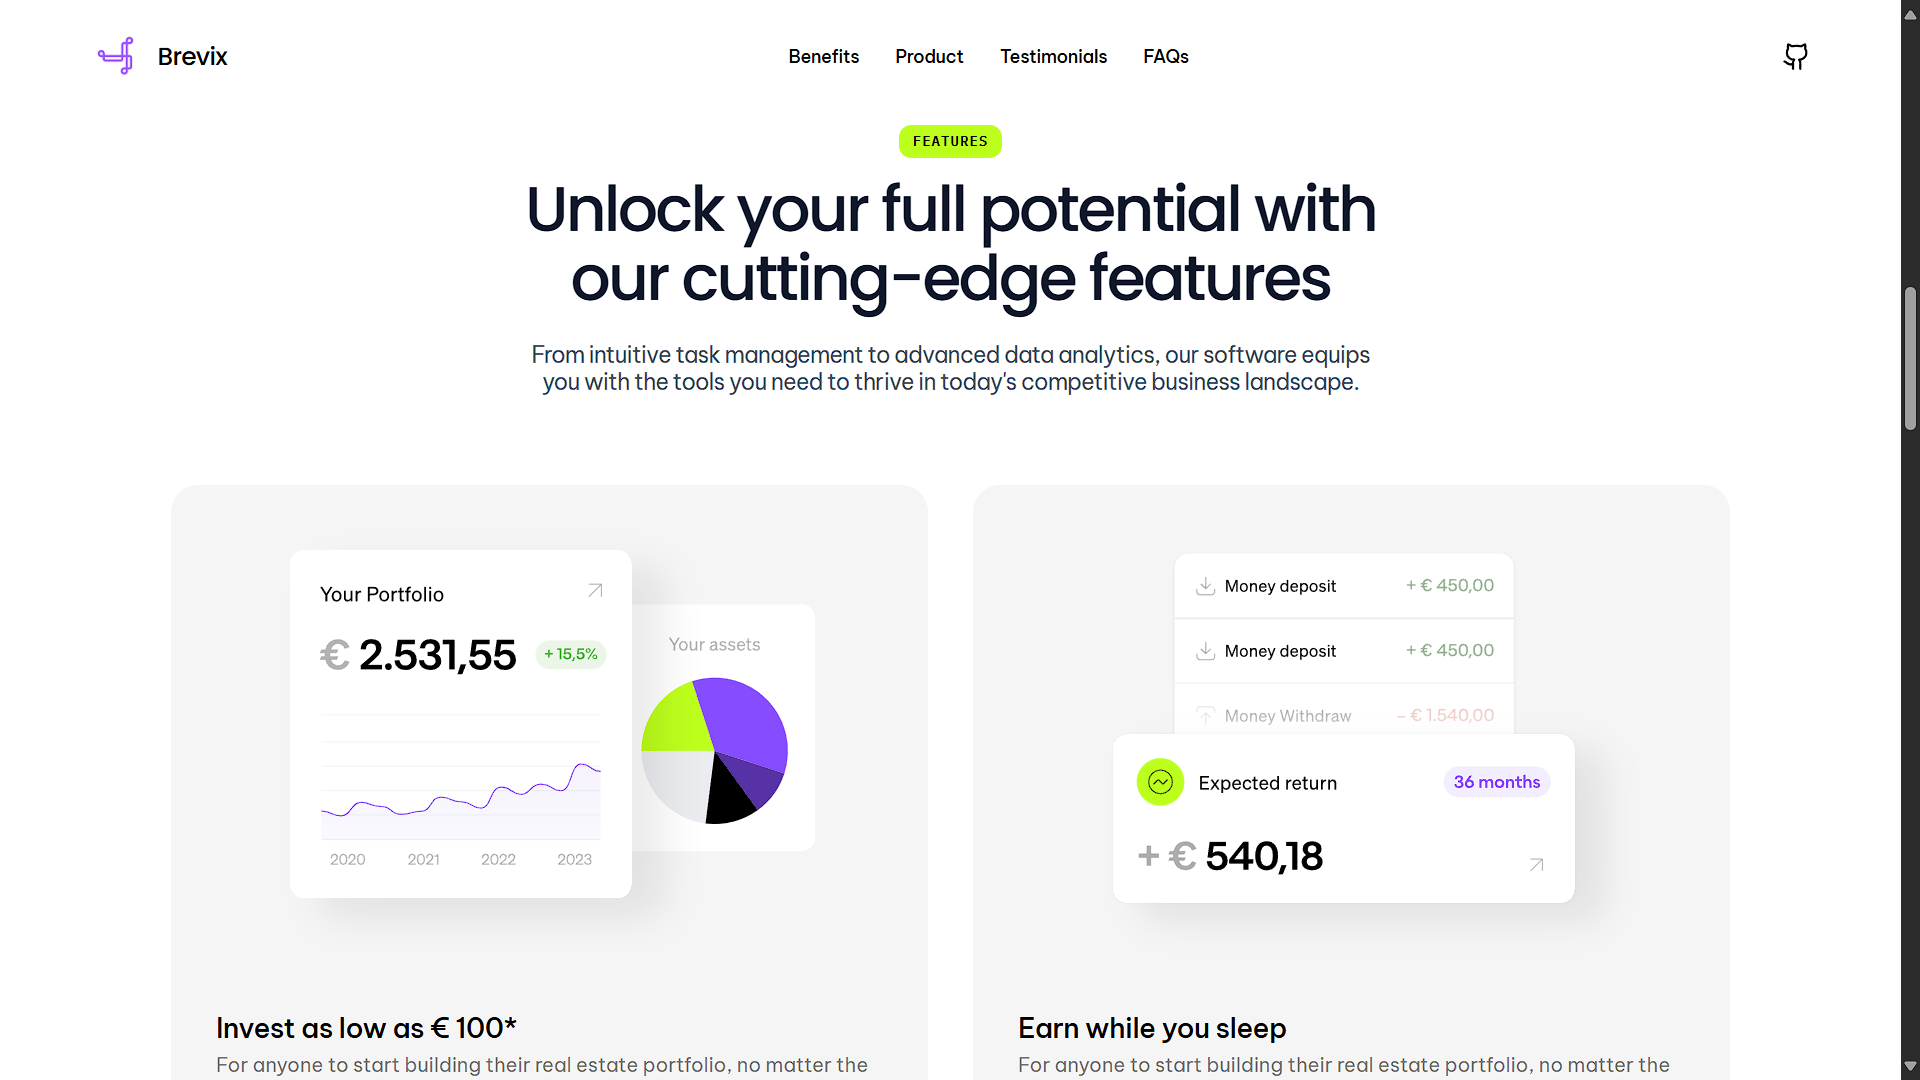 Brevix
Benefits Product Testimonials FAQs
FEATURES
Unlock your full potential with
our cutting-edge features
From intuitive task management to advanced data analytics, our software equips
you with the tools you need to thrive in today's competitive business landscape.
Your Portfolio
€ 2.531,55 +15,5%
2020 2021 2022 2023
Your assets
Money deposit + € 450,00
Money deposit + € 450,00
Money Withdraw – € 1.540,00
Expected return 36 months
+ € 540,18
Invest as low as € 100*
For anyone to start building their real estate portfolio, no matter the
Earn while you sleep
For anyone to start building their real estate portfolio, no matter the